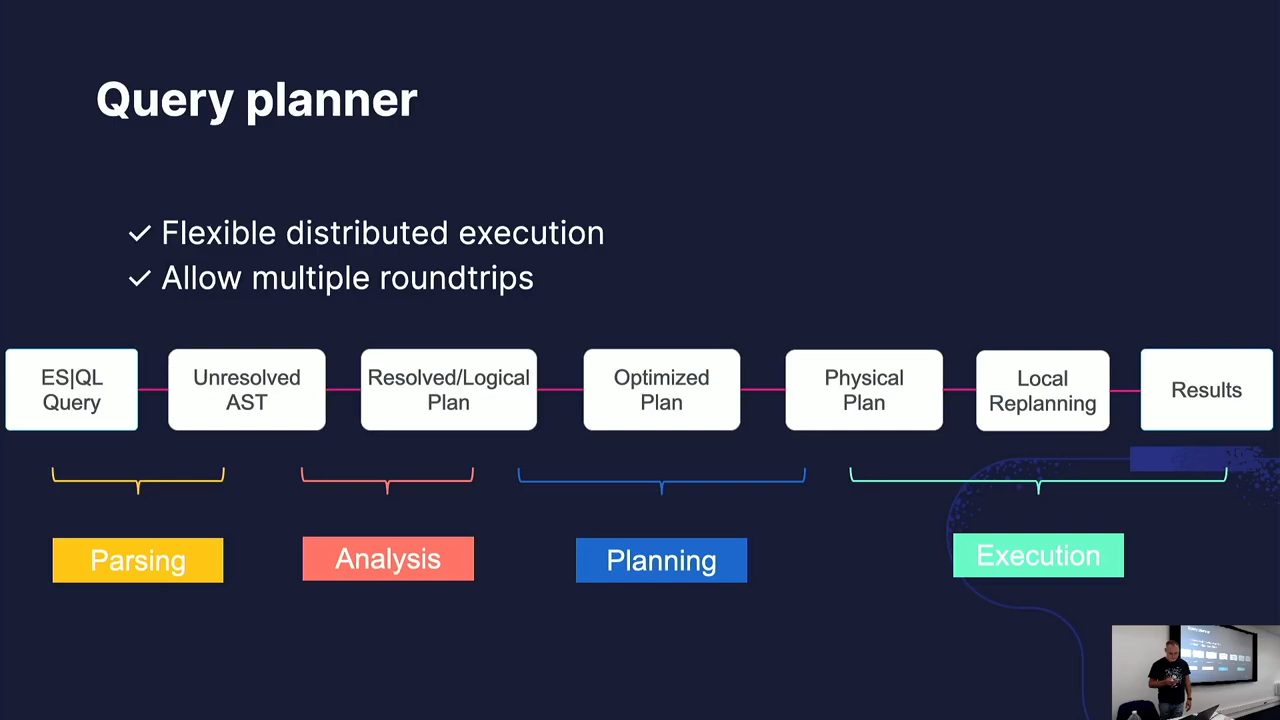 Query planner
✓ Flexible distributed execution
✓ Allow multiple roundtrips
ES|QL
Query
Unresolved
AST
Resolved/Logical
Plan
Optimized
Plan
Physical
Plan
Local
Replanning
Results
Parsing
Analysis
Planning
Execution